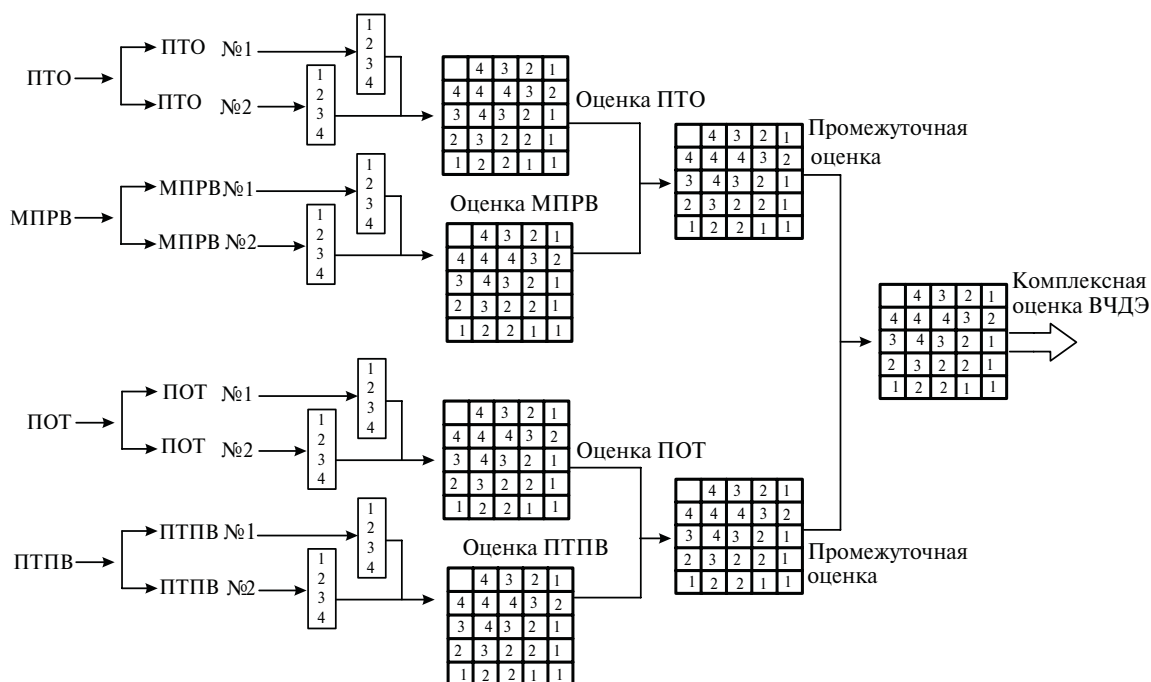 ПТО
ПТО №1
1
2
3
4
ПТО №2
1
2
3
4
4 3 2 1
4 4 4 3 2
3 4 3 2 1
2 3 2 2 1
1 2 2 1 1
Оценка ПТО
МПРВ
МПРВ №1
1
2
3
4
МПРВ №2
1
2
3
4
Оценка МПРВ
4 3 2 1
4 4 4 3 2
3 4 3 2 1
2 3 2 2 1
1 2 2 1 1
4 3 2 1
4 4 4 3 2
3 4 3 2 1
2 3 2 2 1
1 2 2 1 1
Промежуточная
оценка
ПОТ
ПОТ №1
1
2
3
4
ПОТ №2
1
2
3
4
4 3 2 1
4 4 4 3 2
3 4 3 2 1
2 3 2 2 1
1 2 2 1 1
Оценка ПОТ
ПТПВ
ПТПВ №1
1
2
3
4
ПТПВ №2
1
2
3
4
Оценка ПТПВ
4 3 2 1
4 4 4 3 2
3 4 3 2 1
2 3 2 2 1
1 2 2 1 1
4 3 2 1
4 4 4 3 2
3 4 3 2 1
2 3 2 2 1
1 2 2 1 1
Промежуточная
оценка
4 3 2 1
4 4 4 3 2
3 4 3 2 1
2 3 2 2 1
1 2 2 1 1
Комплексная
оценка ВЧДЭ